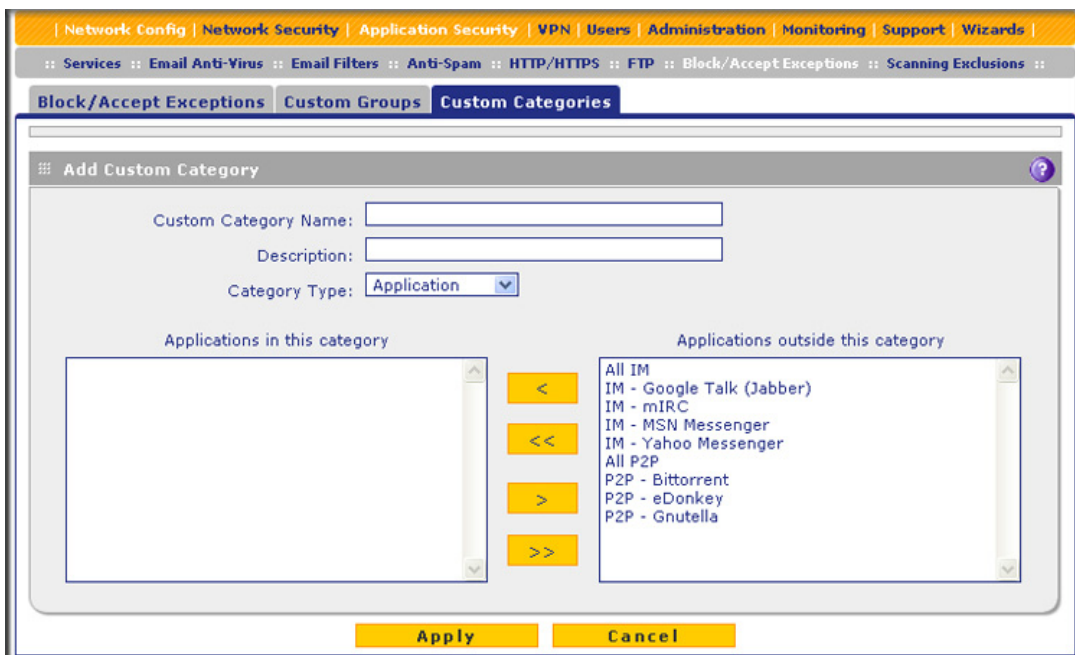 | Network Config | Network Security | Application Security | VPN | Users | Administration | Monitoring | Support | Wizards |
:: Services :: Email Anti-Virus :: Email Filters :: Anti-Spam :: HTTP/HTTPS :: FTP :: Block/Accept Exceptions :: Scanning Exclusions ::
Block/Accept Exceptions Custom Groups Custom Categories
Add Custom Category ?
Custom Category Name:
Description:
Category Type: Application
Applications in this category
Applications outside this category
<
<<
>
>>
All IM
IM - Google Talk (Jabber)
IM - mIRC
IM - MSN Messenger
IM - Yahoo Messenger
All P2P
P2P - Bittorrent
P2P - eDonkey
P2P - Gnutella
Apply Cancel